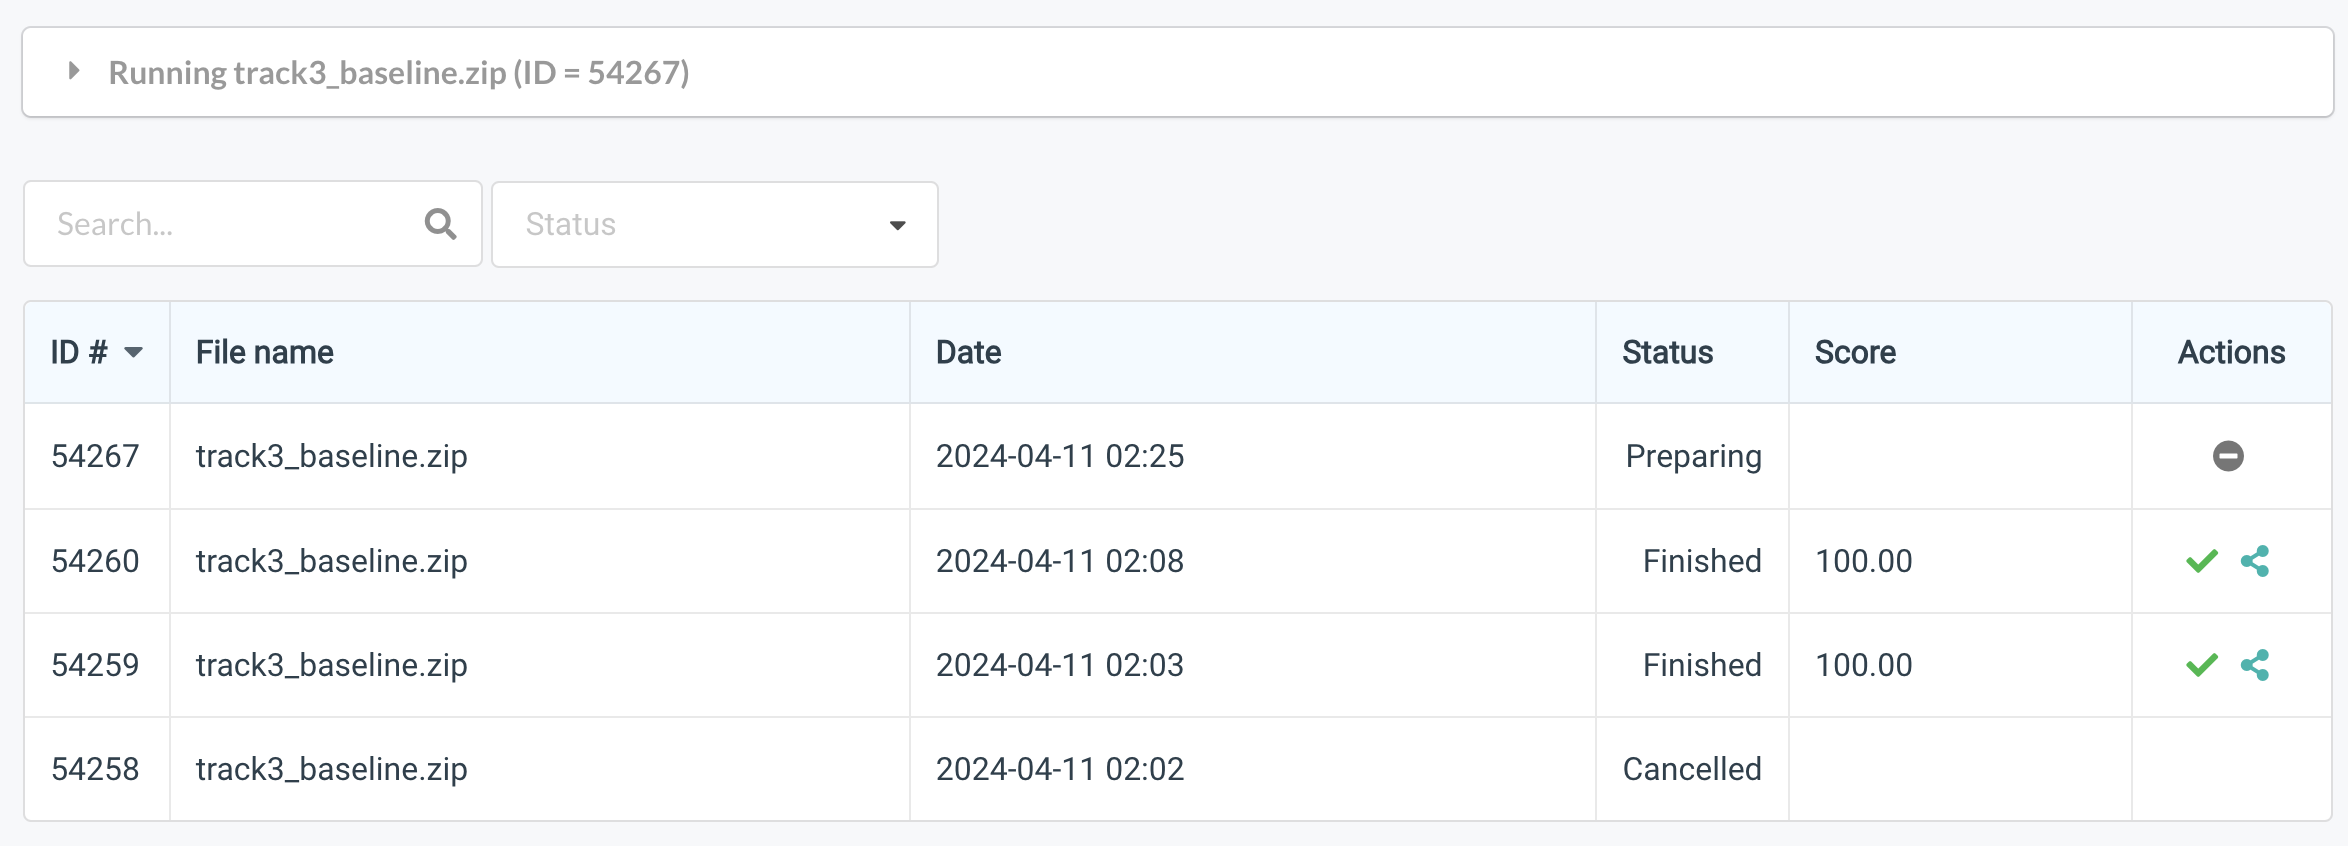 Running track3_baseline.zip (ID = 54267)
Search...
Status
ID # File name Date Status Score Actions
54267 track3_baseline.zip 2024-04-11 02:25 Preparing
54260 track3_baseline.zip 2024-04-11 02:08 Finished 100.00
54259 track3_baseline.zip 2024-04-11 02:03 Finished 100.00
54258 track3_baseline.zip 2024-04-11 02:02 Cancelled